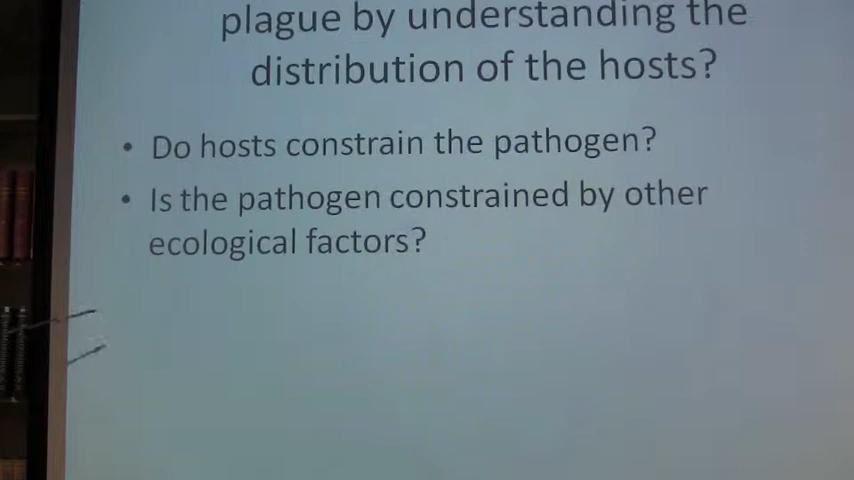 plague by understanding the
distribution of the hosts?
• Do hosts constrain the pathogen?
• Is the pathogen constrained by other
ecological factors?